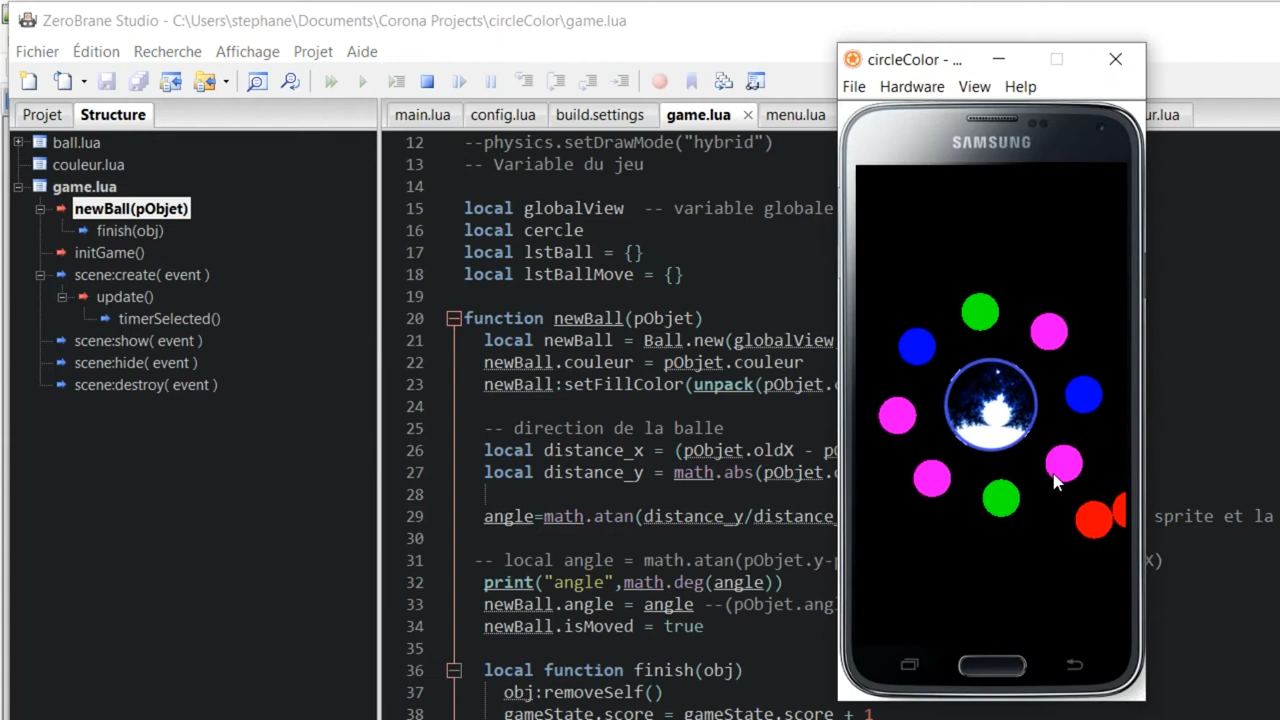 ZeroBrane Studio - C:\Users\stephane\Documents\Corona Projects\circleColor\game.lua
Fichier Édition Recherche Affichage Projet Aide
Projet Structure
ball.lua
couleur.lua
game.lua
newBall(pObjet)
finish(obj)
initGame()
scene:create( event )
update()
timerSelected()
scene:show( event )
scene:hide( event )
scene:destroy( event )
main.lua config.lua build.settings game.lua menu.lua ur.lua
12 --physics.setDrawMode("hybrid")
13 -- Variable du jeu
14
15 local globalView -- variable globale
16 local cercle
17 local lstBall = {}
18 local lstBallMove = {}
19
20 function newBall(pObjet)
21 local newBall = Ball.new(globalView
22 newBall.couleur = pObjet.couleur
23 newBall:setFillColor(unpack(pObjet.
24
25 -- direction de la balle
26 local distance_x = (pObjet.oldX -
27 local distance_y = math.abs(pObjet.
28
29 angle=math.atan(distance_y/distance_ sprite et la
30
31 -- local angle = math.atan(pObjet.y- X)
32 print("angle",math.deg(angle))
33 newBall.angle = angle --(pObjet.ang
34 newBall.isMoved = true
35
36 local function finish(obj)
37 obj:removeSelf()
38 gameState.score = gameState.score + 1
circleColor - ...
File Hardware View Help
SAMSUNG